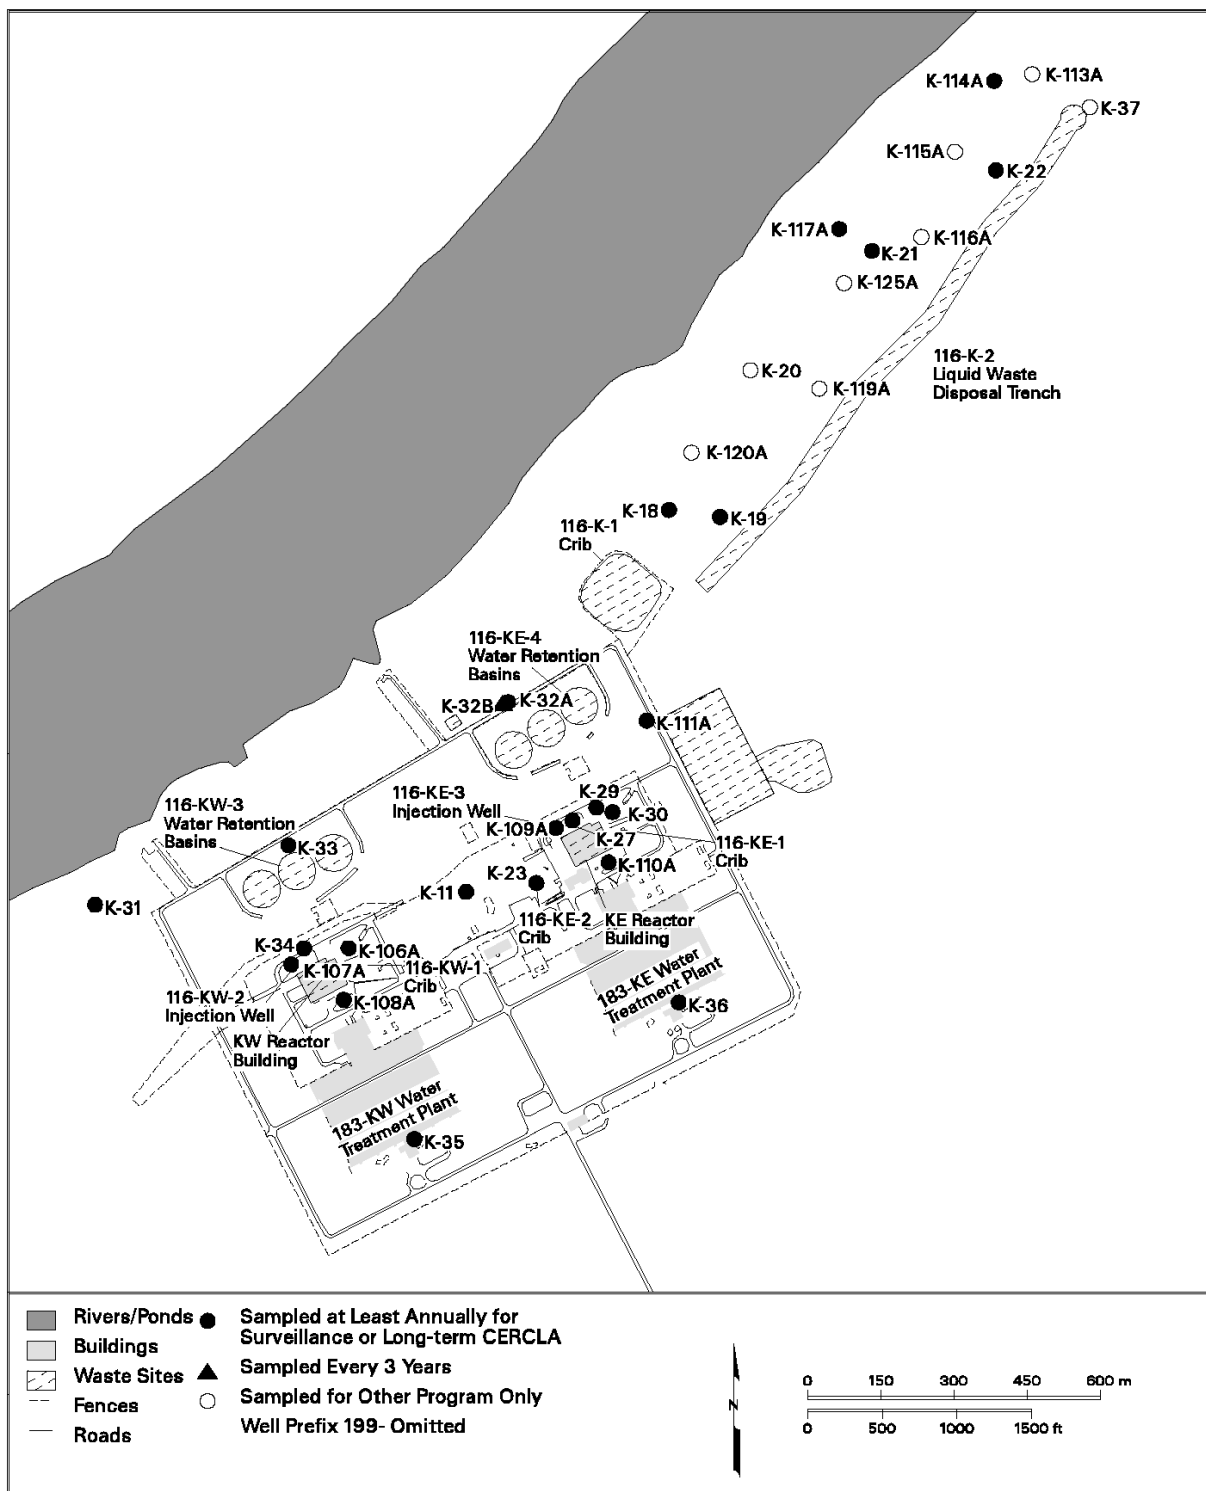 K-113A
K-114A
K-37
K-115A
K-22
K-117A
K-116A
K-21
K-125A
116-K-2
Liquid Waste
Disposal Trench
K-20
K-119A
K-120A
K-18
K-19
116-K-1
Crib
116-KE-4
Water Retention
Basins
K-32B
K-32A
K-111A
116-KE-3
Injection Well
K-29
K-30
116-KW-3
Water Retention
Basins
K-109A
K-27
116-KE-1
Crib
K-33
K-110A
K-23
K-11
K-31
116-KE-2
Crib
KE Reactor
Building
K-34
K-106A
K-107A
116-KW-1
Crib
183-KE Water
Treatment Plant
116-KW-2
Injection Well
K-108A
K-36
KW Reactor
Building
183-KW Water
Treatment Plant
K-35
Rivers/Ponds
Buildings
Waste Sites
Fences
Roads
Sampled at Least Annually for
Surveillance or Long-term CERCLA
Sampled Every 3 Years
Sampled for Other Program Only
Well Prefix 199- Omitted
N
0 150 300 450 600 m
0 500 1000 1500 ft